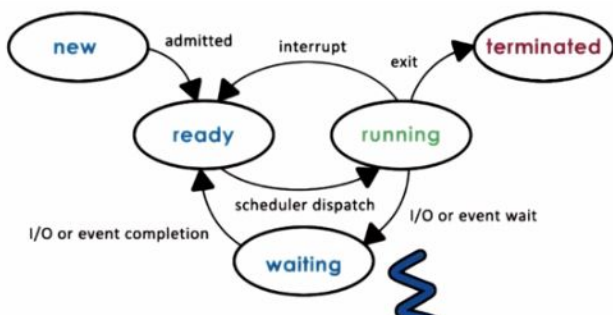 new
admitted
interrupt
exit
terminated
ready
running
scheduler dispatch
I/O or event completion
I/O or event wait
waiting